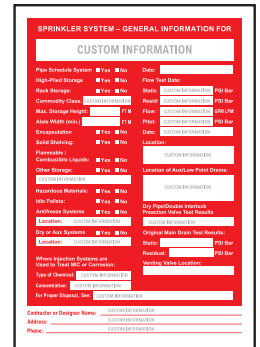 SPRINKLER SYSTEM – GENERAL INFORMATION FOR
CUSTOM INFORMATION
Pipe Schedule System Yes No
High-Piled Storage Yes No
Rack Storage: Yes No
Commodity Class: CUSTOM INFORMATION
Max. Storage Height: FT M
Aisle Width (min.) FT M
Encapsulation Yes No
Solid Shelving: Yes No
Flammable /
Combustible Liquids: Yes No
Other Storage: Yes No
CUSTOM INFORMATION
Hazardous Materials: Yes No
Idle Pallets: Yes No
Antifreeze Systems Yes No
Location: CUSTOM INFORMATION
Dry or Aux Systems Yes No
Location: CUSTOM INFORMATION
Where Injection Systems are
Used to Treat MIC or Corrosion:
Type of Chemical: CUSTOM INFORMATION
Concentration: CUSTOM INFORMATION
For Proper Disposal, See: CUSTOM INFORMATION
Date:
Flow Test Date:
Static: CUSTOM INFORMATION PSI Bar
Resid: CUSTOM INFORMATION PSI Bar
Flow: CUSTOM INFORMATION GPM LPM
Pitot: CUSTOM INFORMATION PSI Bar
Date: CUSTOM INFORMATION
Location:
CUSTOM INFORMATION
Location of Aux/Low Point Drains:
CUSTOM INFORMATION
Dry Pipe/Double Interlock
Preaction Valve Test Results
CUSTOM INFORMATION
Original Main Drain Test Results:
Static: PSI Bar
Residual: PSI Bar
Venting Valve Location:
CUSTOM INFORMATION
Contractor or Designer Name: CUSTOM INFORMATION
Address: CUSTOM INFORMATION
Phone: CUSTOM INFORMATION